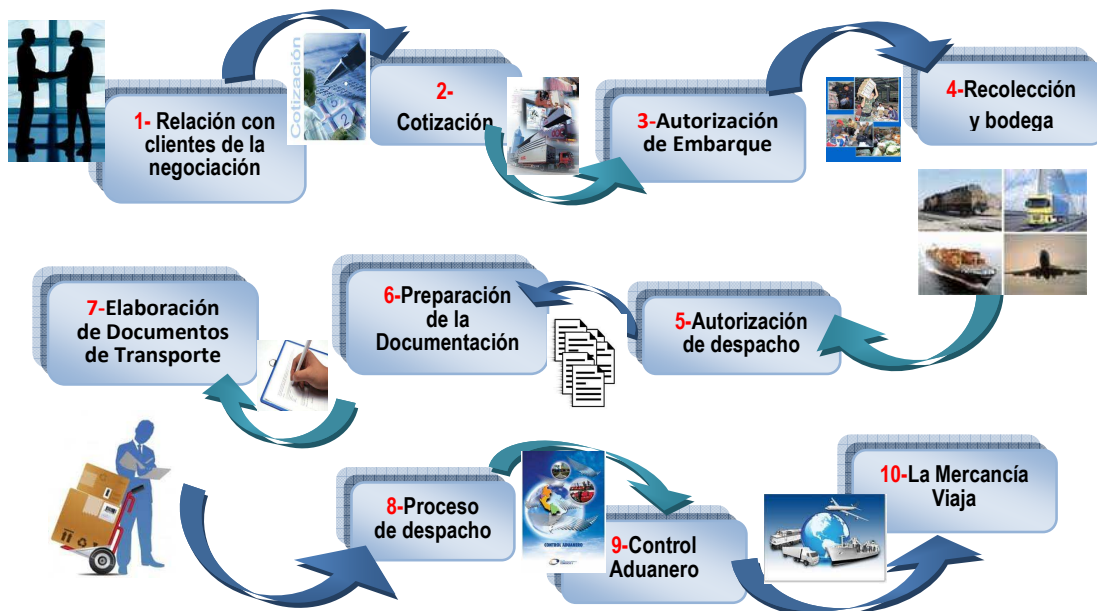 1- Relación con
clientes de la
negociación
Cotización
2-
Cotización
3-Autorización
de Embarque
4-Recolección
y bodega
5-Autorización
de despacho
6-Preparación
de la
Documentación
7-Elaboración
de Documentos
de Transporte
8-Proceso
de despacho
CONTROL ADUANERO
9-Control
Aduanero
10-La Mercancía
Viaja